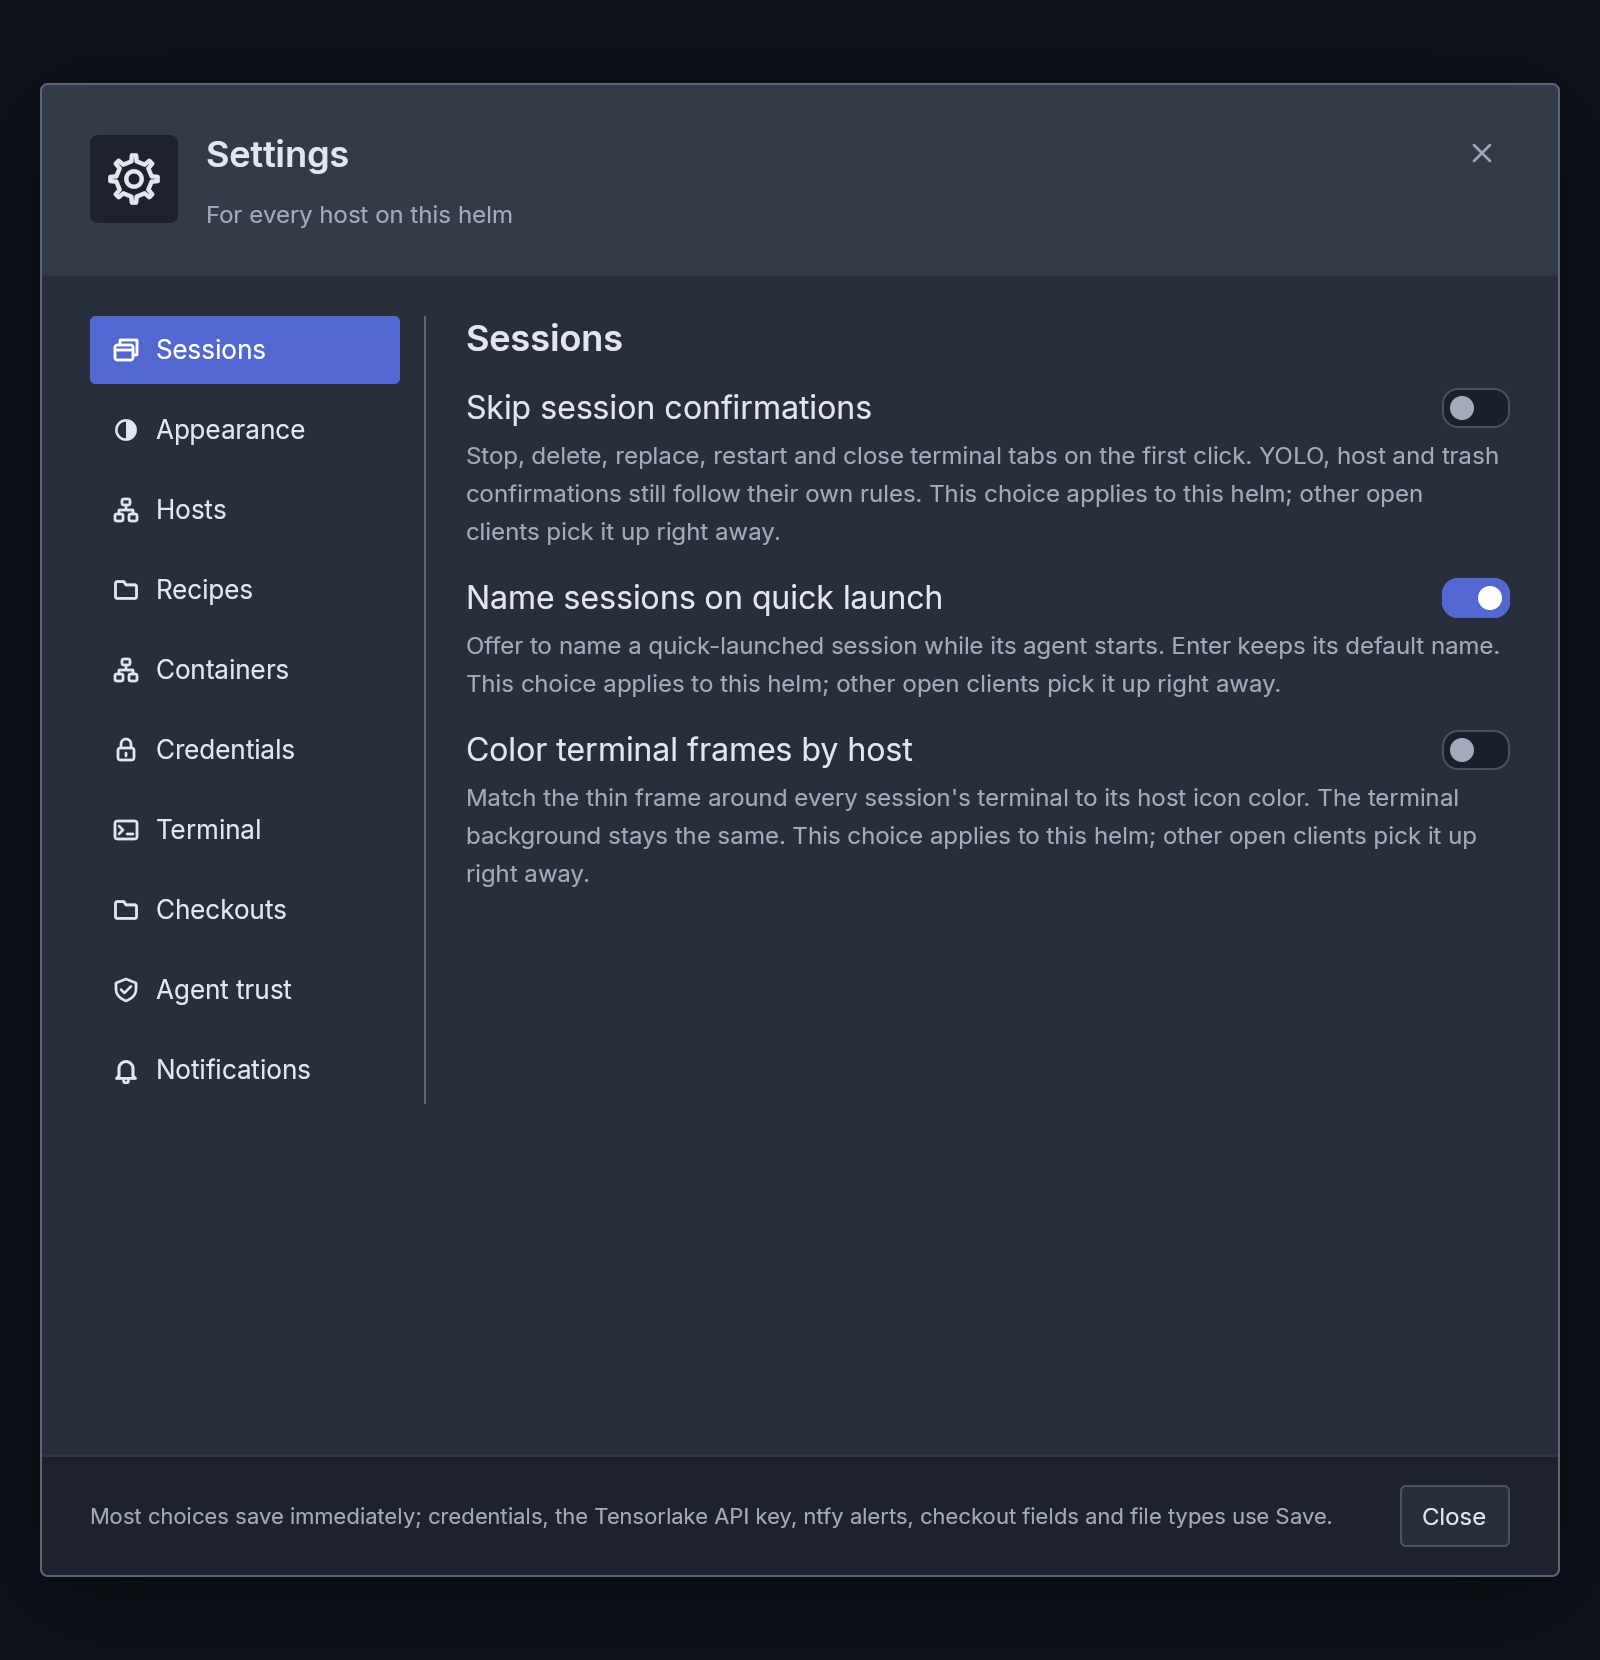 Settings
For every host on this helm
Sessions
Appearance
Hosts
Recipes
Containers
Credentials
Terminal
Checkouts
Agent trust
Notifications
Sessions
Skip session confirmations
Stop, delete, replace, restart and close terminal tabs on the first click. YOLO, host and trash
confirmations still follow their own rules. This choice applies to this helm; other open
clients pick it up right away.
Name sessions on quick launch
Offer to name a quick-launched session while its agent starts. Enter keeps its default name.
This choice applies to this helm; other open clients pick it up right away.
Color terminal frames by host
Match the thin frame around every session's terminal to its host icon color. The terminal
background stays the same. This choice applies to this helm; other open clients pick it up
right away.
Most choices save immediately; credentials, the Tensorlake API key, ntfy alerts, checkout fields and file types use Save.
Close